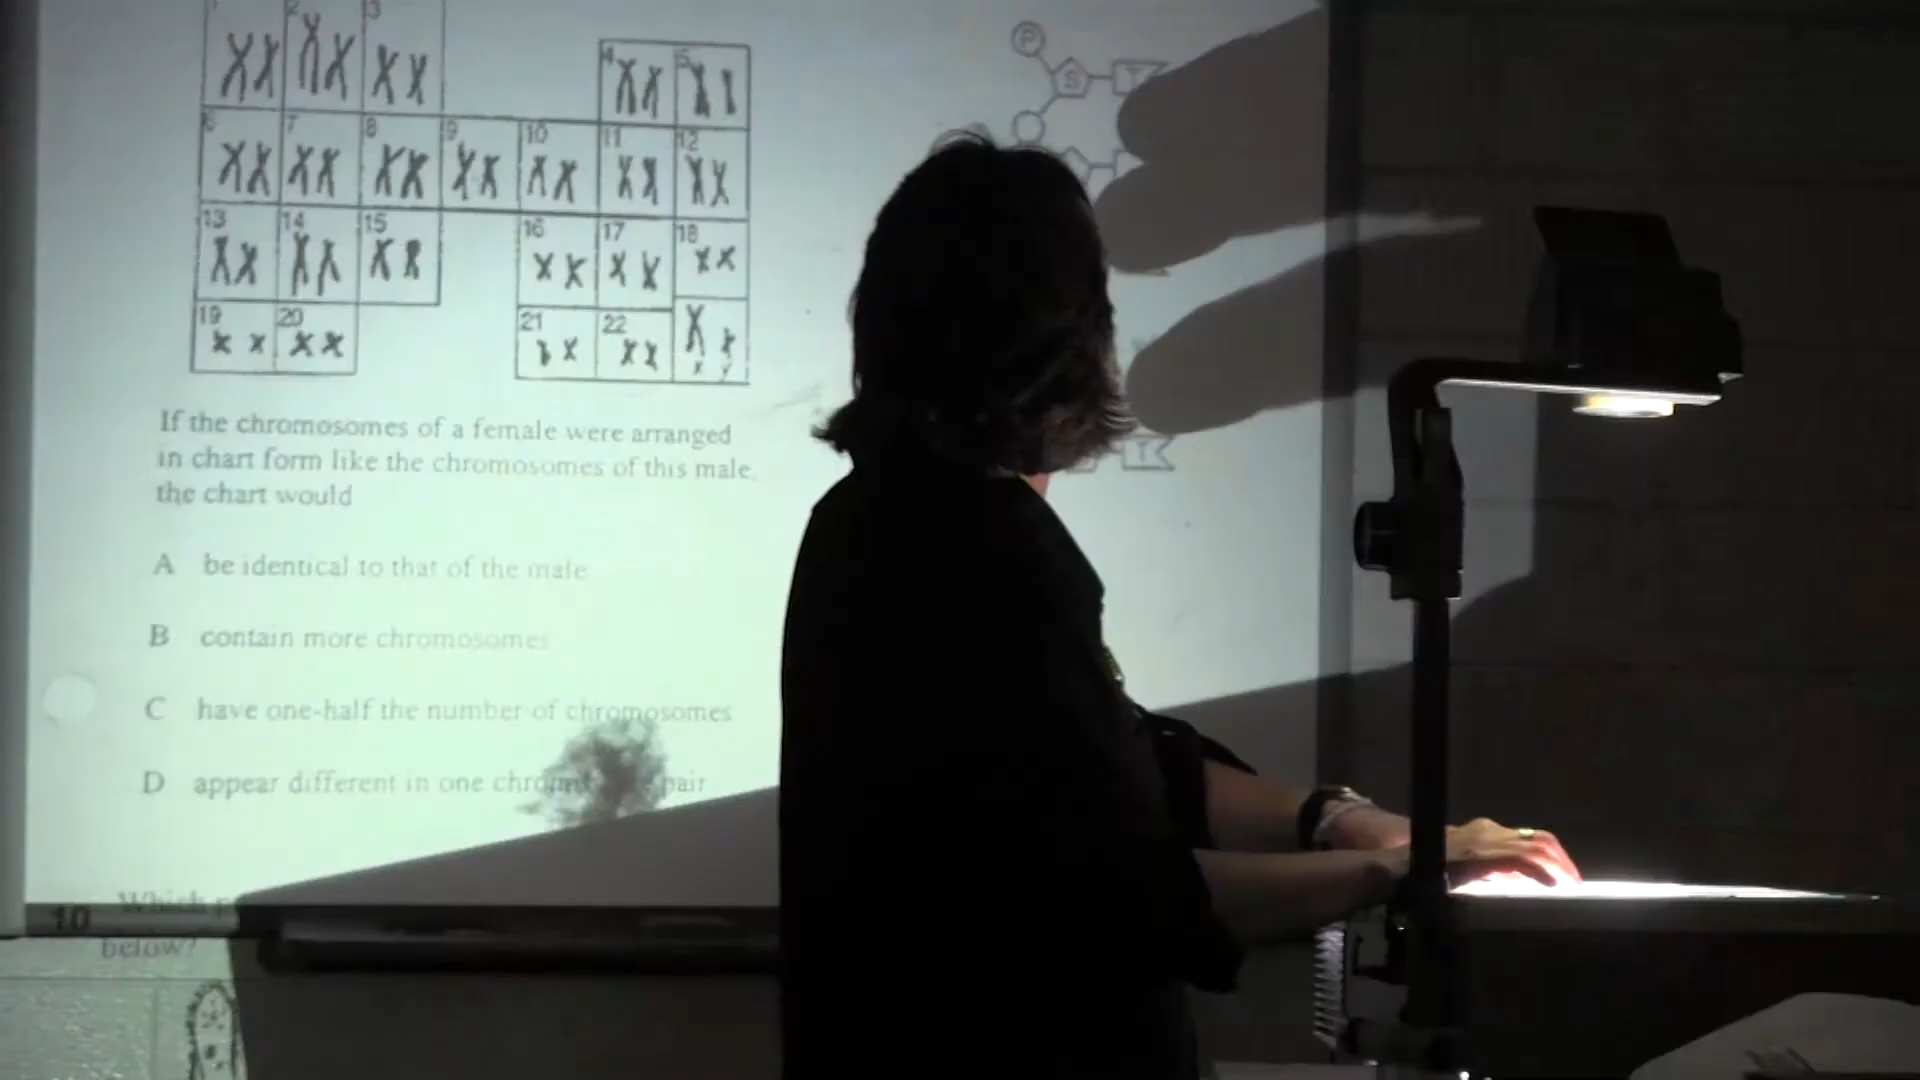 1 2 3 4 5
6 7 8 9 10 11 12
13 14 15 16 17 18
19 20 21 22
X Y
P
S T
If the chromosomes of a female were arranged
in chart form like the chromosomes of this male,
the chart would
A be identical to that of the male
B contain more chromosomes
C have one-half the number of chromosomes
D appear different in one pair
10 Which
below?
T